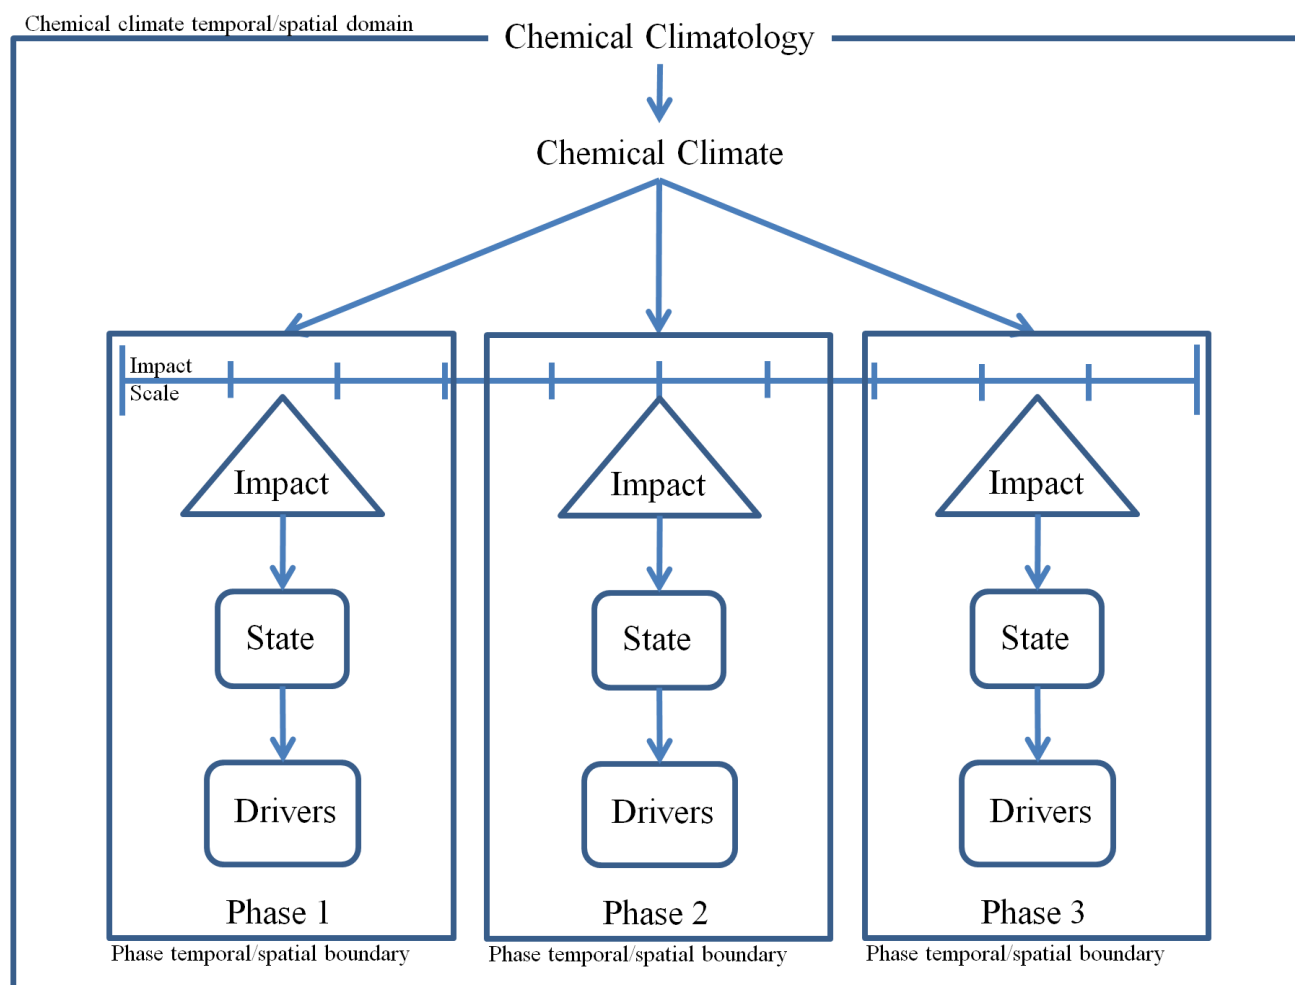 Chemical climate temporal/spatial domain
Chemical Climatology
Chemical Climate
Impact
Scale
Impact
State
Drivers
Phase 1
Phase temporal/spatial boundary
Impact
State
Drivers
Phase 2
Phase temporal/spatial boundary
Impact
State
Drivers
Phase 3
Phase temporal/spatial boundary